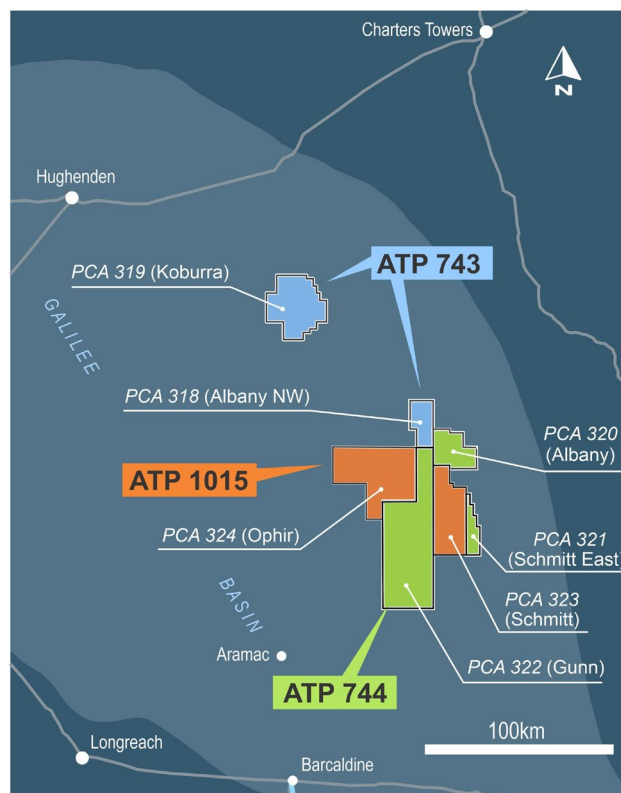 Charters Towers
N
Hughenden
ATP 743
PCA 319 (Koburra)
GALILEE
PCA 318 (Albany NW)
PCA 320
(Albany)
ATP 1015
PCA 324 (Ophir)
PCA 321
(Schmitt East)
BASIN
PCA 323
(Schmitt)
Aramac
PCA 322 (Gunn)
ATP 744
100km
Longreach
Barcaldine